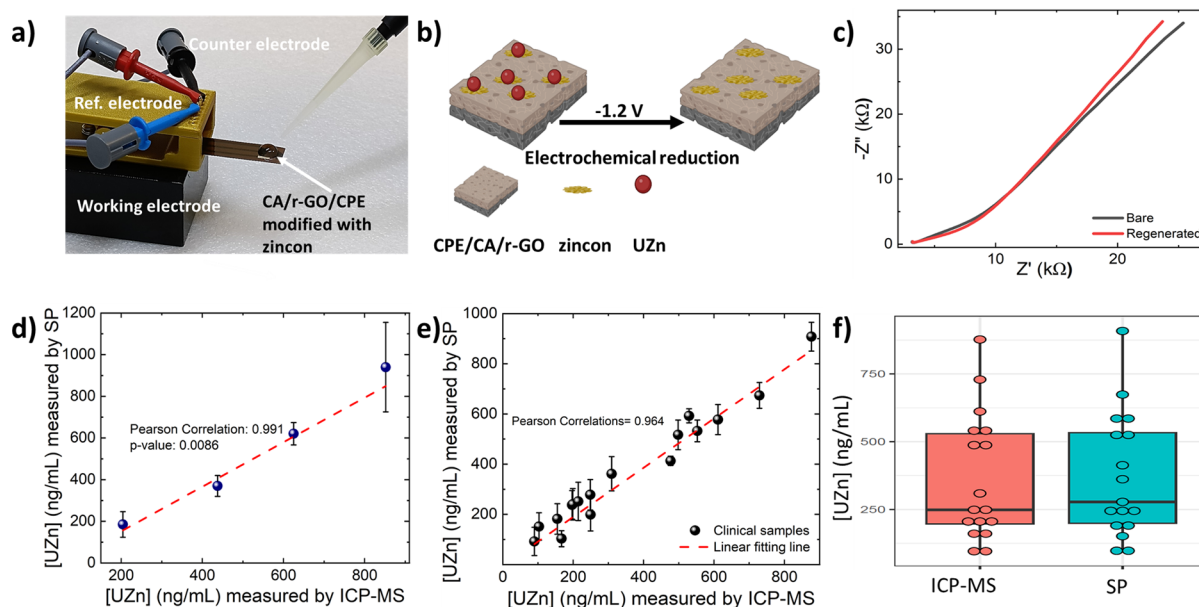 a)
Counter electrode
Ref. electrode
Working electrode
CA/r-GO/CPE
modified with
zincon
b)
-1.2 V
Electrochemical reduction
CPE/CA/r-GO
zincon
UZn
c)
-Z'' (kΩ)
30
20
10
0
10
20
Z' (kΩ)
Bare
Regenerated
d)
[UZn] (ng/mL) measured by SP
1200
1000
800
600
400
200
0
Pearson Correlation: 0.991
p-value: 0.0086
200
400
600
800
[UZn] (ng/mL) measured by ICP-MS
e)
[UZn] (ng/mL) measured by SP
1000
800
600
400
200
0
Pearson Correlations= 0.964
Clinical samples
Linear fitting line
0
200
400
600
800
[UZn] (ng/mL) measured by ICP-MS
f)
[UZn] (ng/mL)
750
500
250
ICP-MS
SP